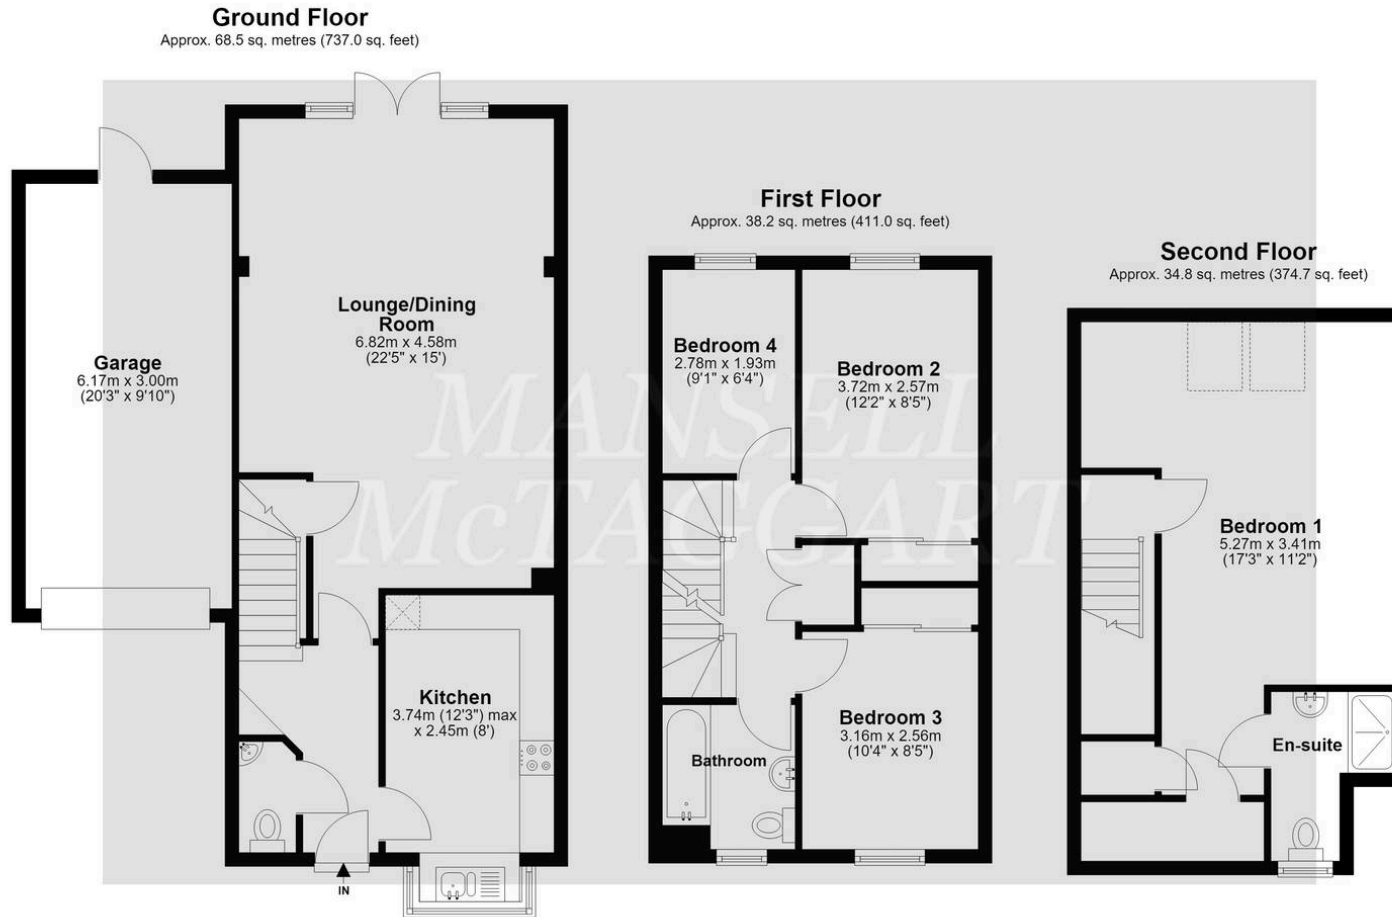 Ground Floor
Approx. 68.5 sq. metres (737.0 sq. feet)
Garage
6.17m x 3.00m
(20'3" x 9'10")
Lounge/Dining
Room
6.82m x 4.58m
(22'5" x 15')
Kitchen
3.74m (12'3") max
x 2.45m (8')
IN
First Floor
Approx. 38.2 sq. metres (411.0 sq. feet)
Bedroom 4
2.78m x 1.93m
(9'1" x 6'4")
Bedroom 2
3.72m x 2.57m
(12'2" x 8'5")
Bedroom 3
3.16m x 2.56m
(10'4" x 8'5")
Bathroom
Second Floor
Approx. 34.8 sq. metres (374.7 sq. feet)
Bedroom 1
5.27m x 3.41m
(17'3" x 11'2")
En-suite
MANSELL
McTAGGART